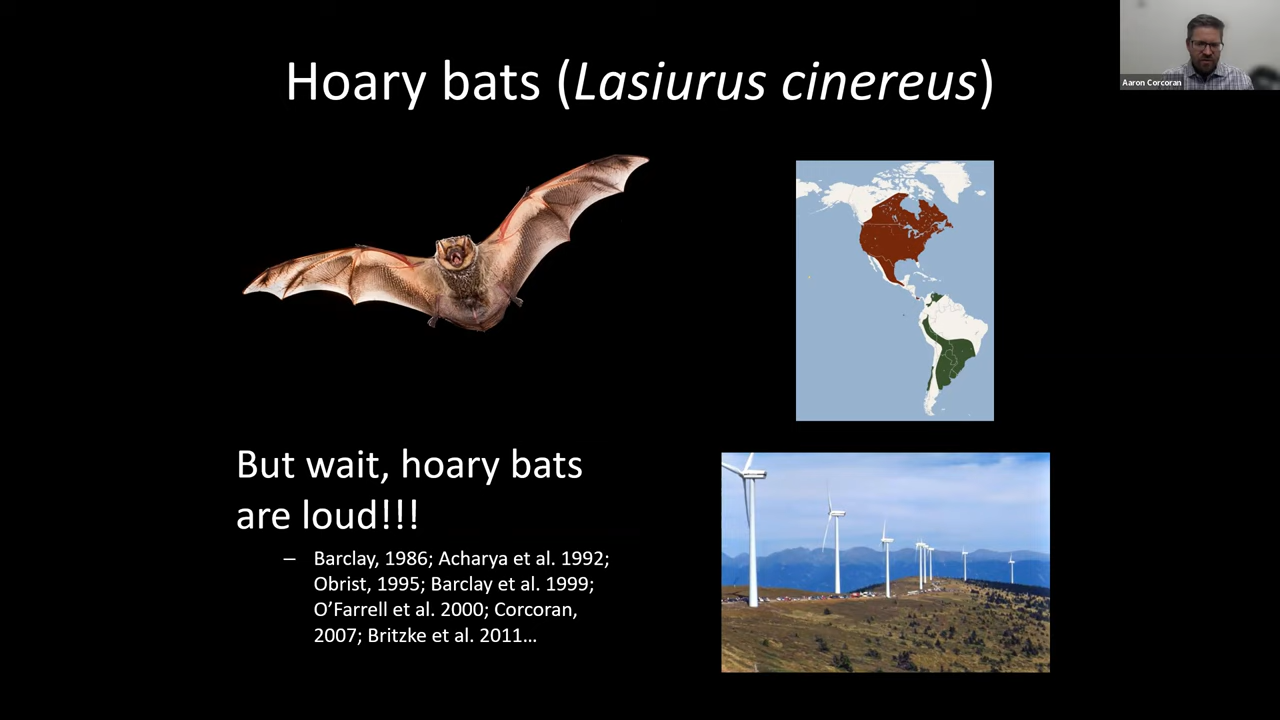 Hoary bats (Lasiurus cinereus)
Aaron Corcoran
But wait, hoary bats
are loud!!!
– Barclay, 1986; Acharya et al. 1992;
Obrist, 1995; Barclay et al. 1999;
O’Farrell et al. 2000; Corcoran,
2007; Britzke et al. 2011…